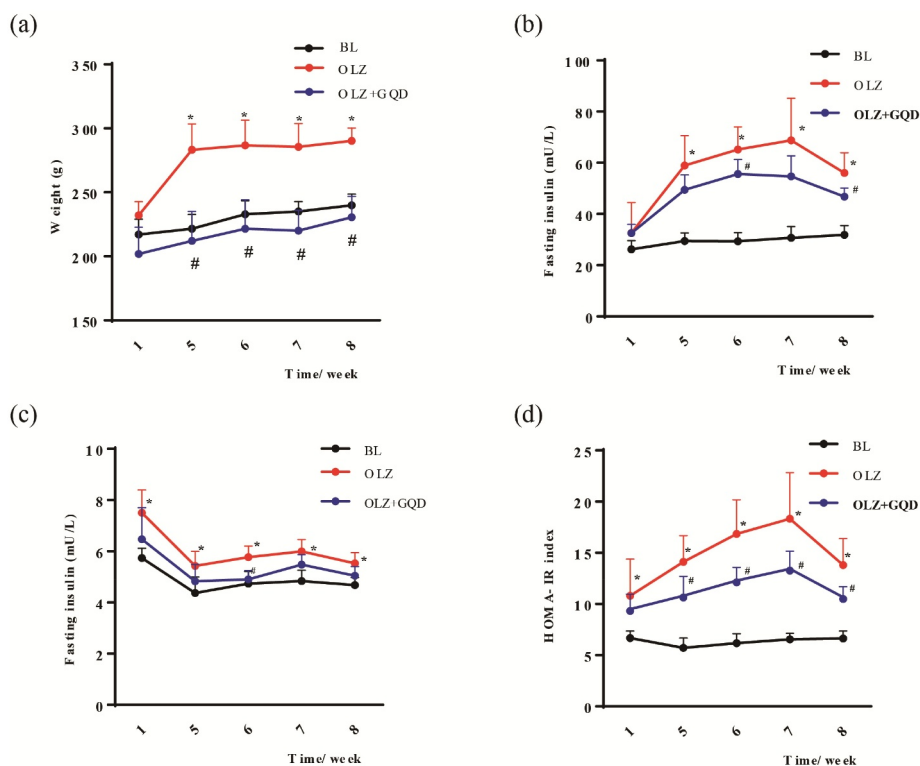 (a)
BL
OLZ
OLZ+GQD
350
300
250
200
150
Weight (g)
* * * *
# # # #
1 5 6 7 8
Time/ week
(b)
BL
OLZ
OLZ+GQD
100
80
60
40
20
0
Fasting insulin (mU/L)
* * * *
# #
1 5 6 7 8
Time/ week
(c)
BL
OLZ
OLZ+GQD
10
8
6
4
2
0
Fasting insulin (mU/L)
* * * * *
#
1 5 6 7 8
Time/ week
(d)
BL
OLZ
OLZ+GQD
25
20
15
10
5
0
HOMA-IR index
* * * * *
# # # #
1 5 6 7 8
Time/ week